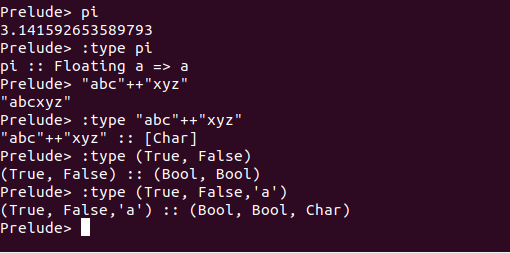 Prelude> pi
3.141592653589793
Prelude> :type pi
pi :: Floating a => a
Prelude> "abc"++"xyz"
"abcxyz"
Prelude> :type "abc"++"xyz"
"abc"++"xyz" :: [Char]
Prelude> :type (True, False)
(True, False) :: (Bool, Bool)
Prelude> :type (True, False,'a')
(True, False,'a') :: (Bool, Bool, Char)
Prelude>